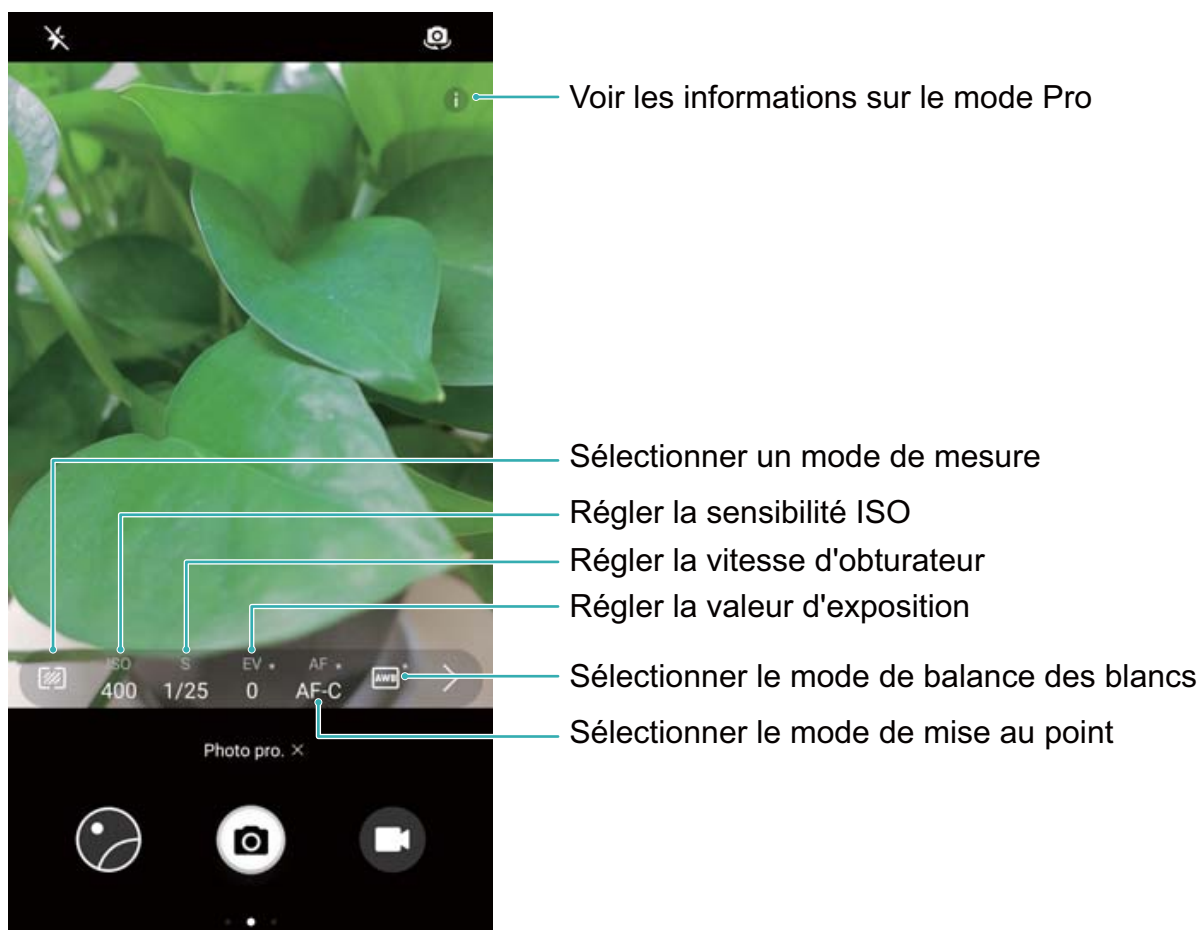 i
Voir les informations sur le mode Pro
Sélectionner un mode de mesure
Régler la sensibilité ISO
Régler la vitesse d'obturateur
Régler la valeur d'exposition
ISO S EV AF
400 1/25 0 AF-C AWB
Sélectionner le mode de balance des blancs
Sélectionner le mode de mise au point
Photo pro. ×